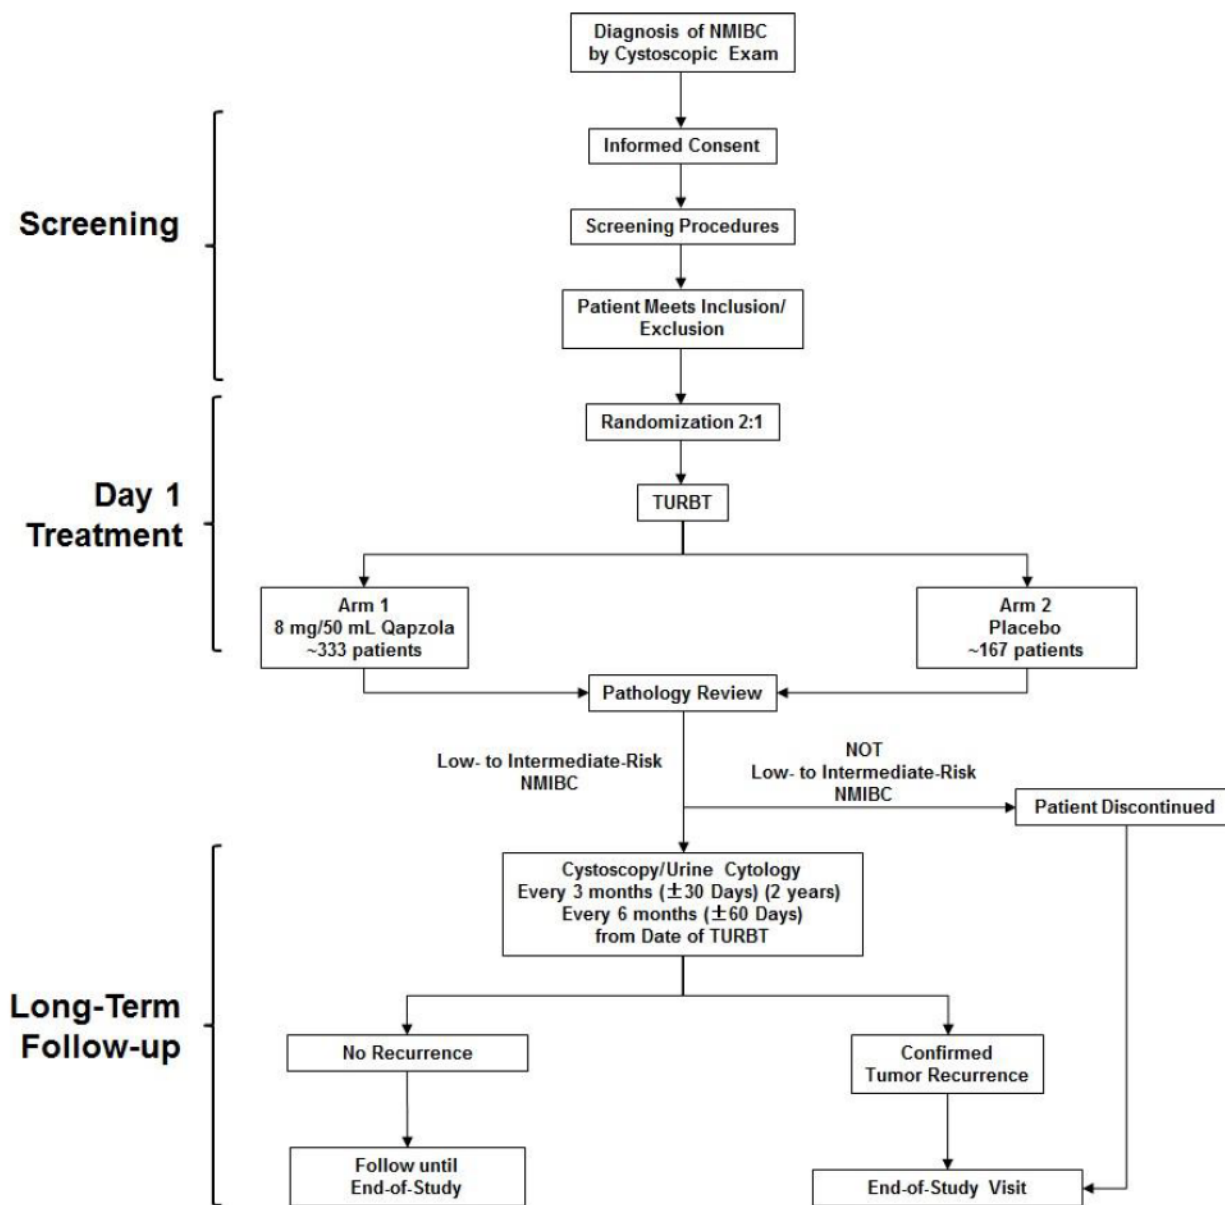 Diagnosis of NMIBC
by Cystoscopic Exam
Informed Consent
Screening
Screening Procedures
Patient Meets Inclusion/
Exclusion
Randomization 2:1
Day 1
Treatment
TURBT
Arm 1
8 mg/50 mL Qapzola
~333 patients
Arm 2
Placebo
~167 patients
Pathology Review
Low- to Intermediate-Risk
NMIBC
NOT
Low- to Intermediate-Risk
NMIBC
Patient Discontinued
Cystoscopy/Urine Cytology
Every 3 months (±30 Days) (2 years)
Every 6 months (±60 Days)
from Date of TURBT
Long-Term
Follow-up
No Recurrence
Confirmed
Tumor Recurrence
Follow until
End-of-Study
End-of-Study Visit